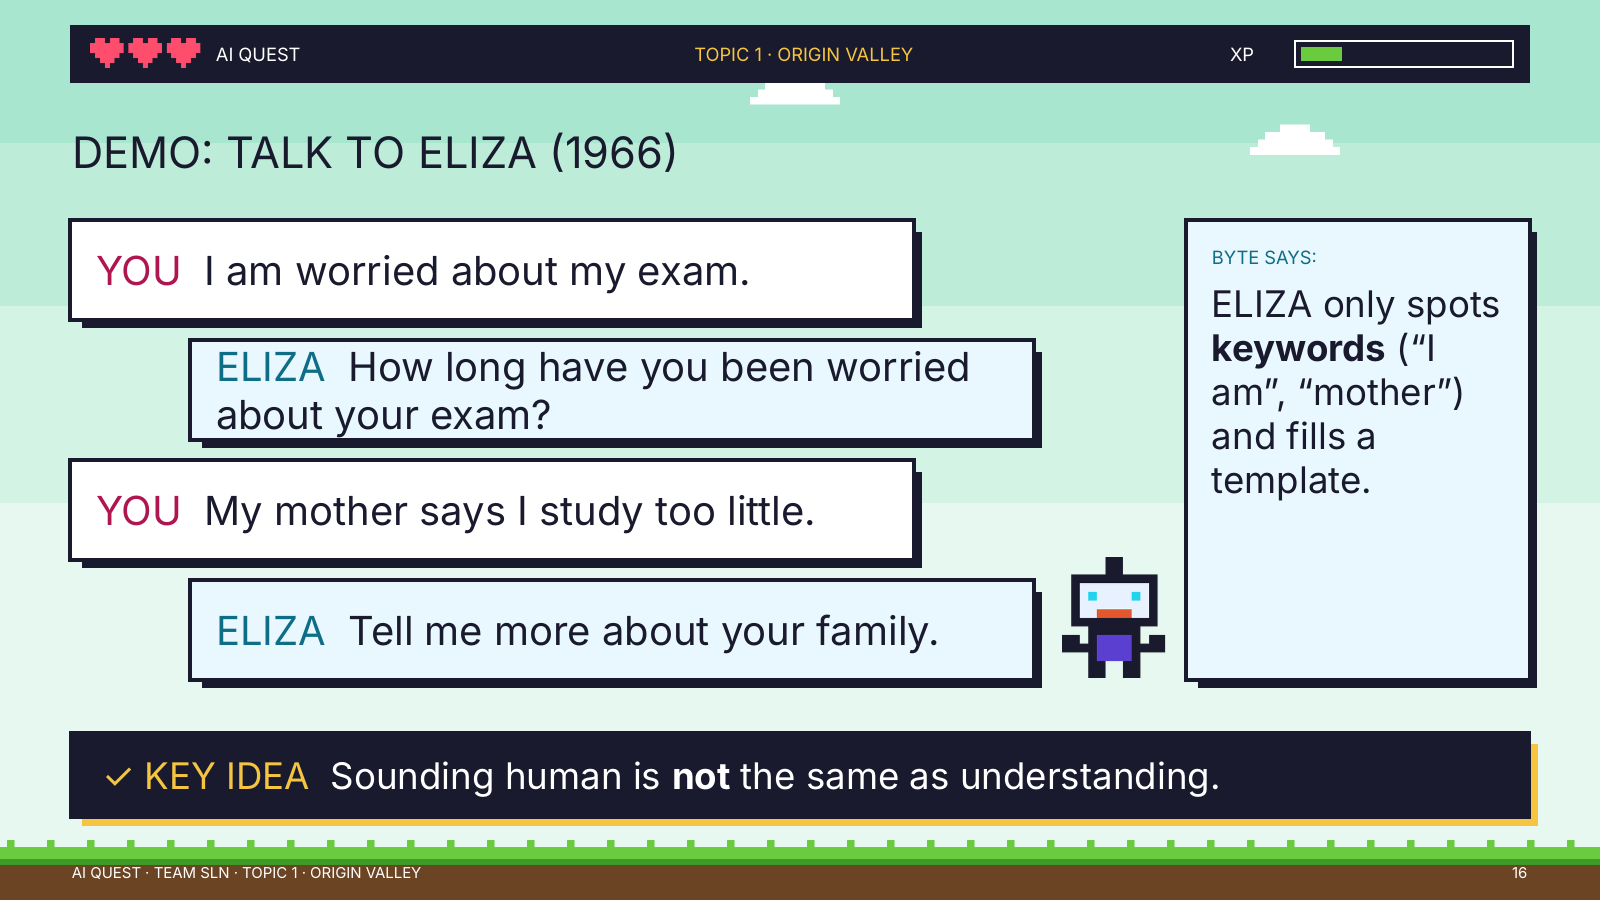 AI QUEST
TOPIC 1 · ORIGIN VALLEY
XP
DEMO: TALK TO ELIZA (1966)
YOU I am worried about my exam.
ELIZA How long have you been worried
about your exam?
YOU My mother says I study too little.
ELIZA Tell me more about your family.
BYTE SAYS:
ELIZA only spots
keywords (“I
am”, “mother”)
and fills a
template.
✓ KEY IDEA Sounding human is not the same as understanding.
AI QUEST · TEAM SLN · TOPIC 1 · ORIGIN VALLEY
16